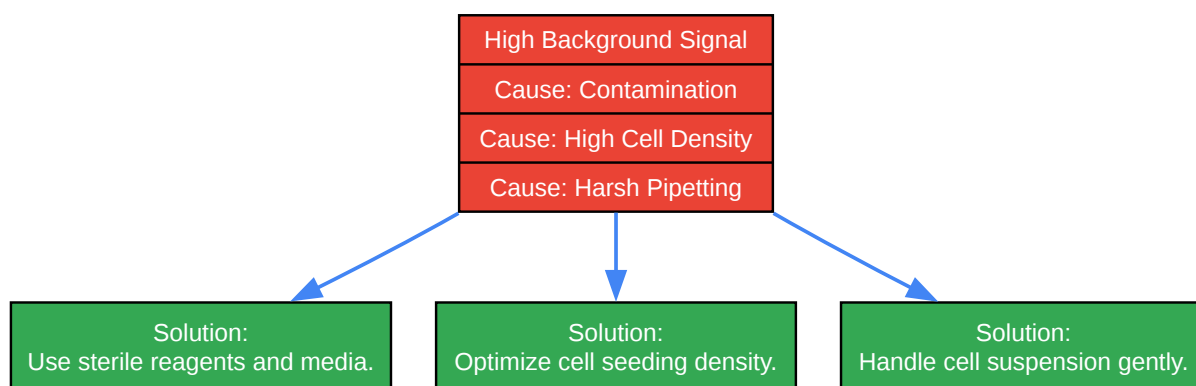 High Background Signal
Cause: Contamination
Cause: High Cell Density
Cause: Harsh Pipetting
Solution:
Use sterile reagents and media.
Solution:
Optimize cell seeding density.
Solution:
Handle cell suspension gently.